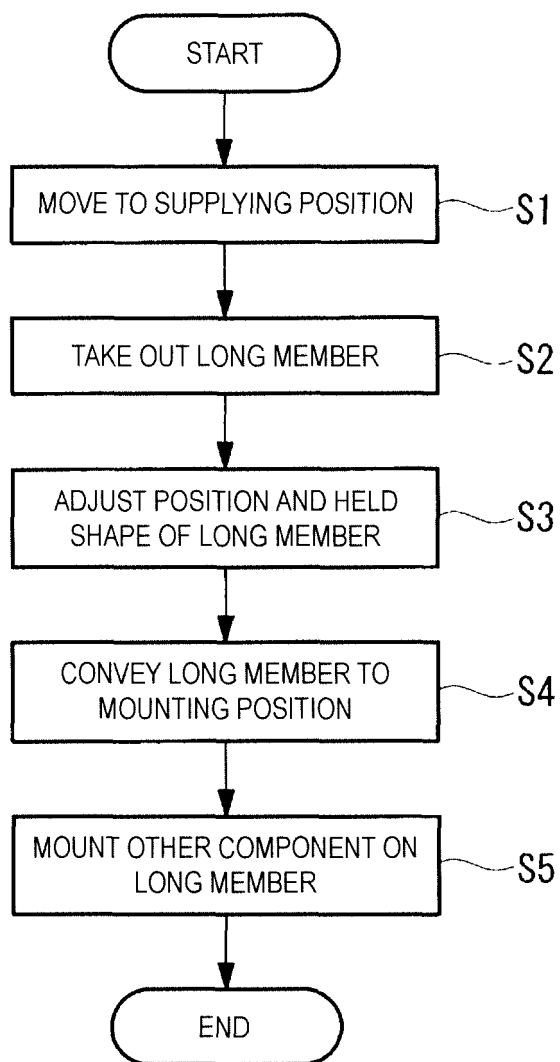 START
MOVE TO SUPPLYING POSITION
S1
TAKE OUT LONG MEMBER
S2
ADJUST POSITION AND HELD
SHAPE OF LONG MEMBER
S3
CONVEY LONG MEMBER TO
MOUNTING POSITION
S4
MOUNT OTHER COMPONENT ON
LONG MEMBER
S5
END